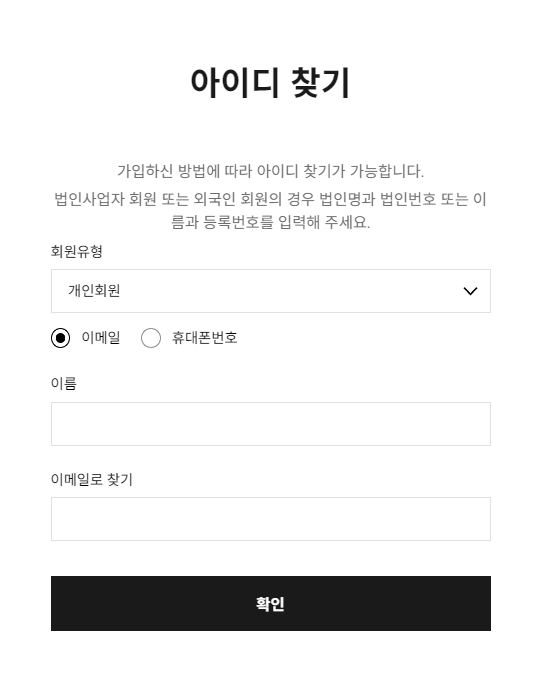 아이디 찾기
가입하신 방법에 따라 아이디 찾기가 가능합니다.
법인사업자 회원 또는 외국인 회원의 경우 법인명과 법인번호 또는 이
름과 등록번호를 입력해 주세요.
회원유형
개인회원
이메일 휴대폰번호
이름
이메일로 찾기
확인